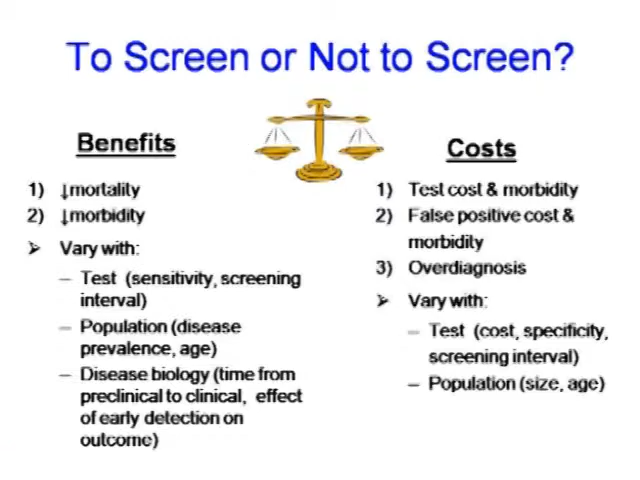 To Screen or Not to Screen?
Benefits
1) ↓mortality
2) ↓morbidity
➢ Vary with:
– Test (sensitivity, screening
interval)
– Population (disease
prevalence, age)
– Disease biology (time from
preclinical to clinical, effect
of early detection on
outcome)
Costs
1) Test cost & morbidity
2) False positive cost &
morbidity
3) Overdiagnosis
➢ Vary with:
– Test (cost, specificity,
screening interval)
– Population (size, age)